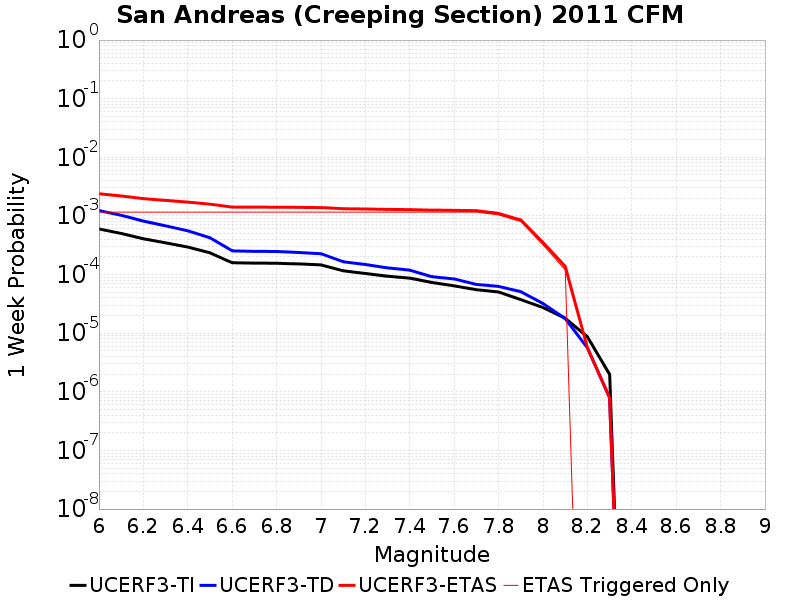 San Andreas (Creeping Section) 2011 CFM
1 Week Probability
10^0
10^-1
10^-2
10^-3
10^-4
10^-5
10^-6
10^-7
10^-8
6 6.2 6.4 6.6 6.8 7 7.2 7.4 7.6 7.8 8 8.2 8.4 8.6 8.8 9
Magnitude
UCERF3-TI UCERF3-TD UCERF3-ETAS ETAS Triggered Only